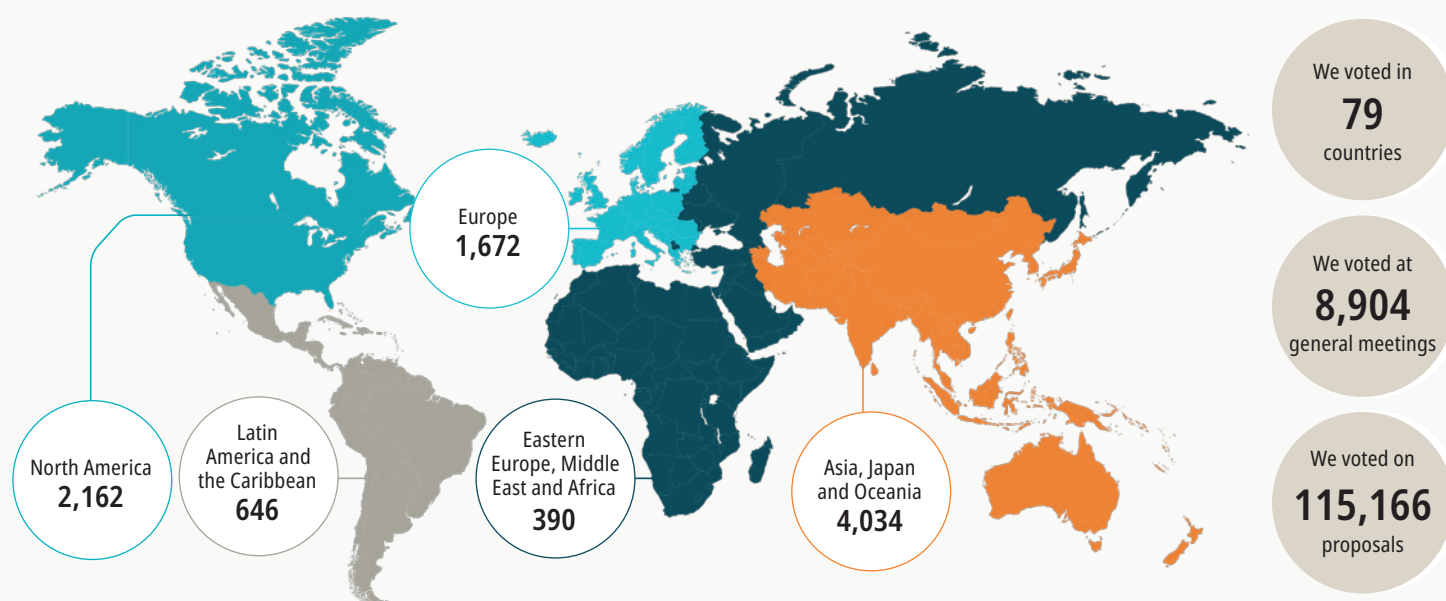 We voted in
79
countries
Europe
1,672
We voted at
8,904
general meetings
North America
2,162
Latin
America and
the Caribbean
646
Eastern
Europe, Middle
East and Africa
390
Asia, Japan
and Oceania
4,034
We voted on
115,166
proposals